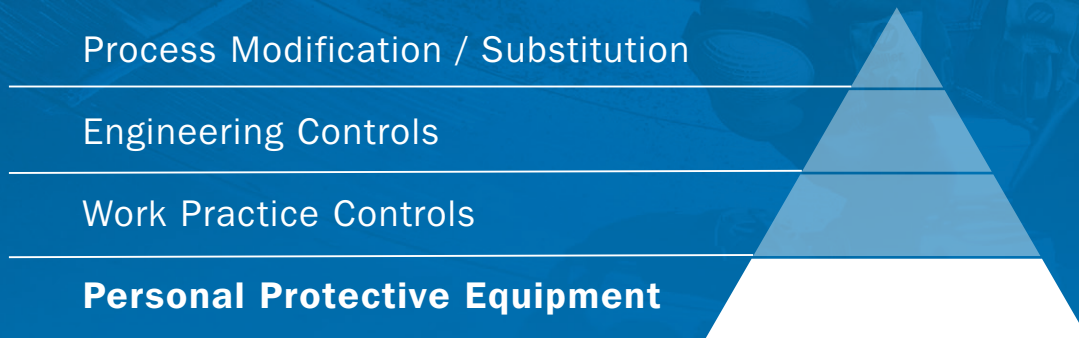 Process Modification / Substitution
Engineering Controls
Work Practice Controls
Personal Protective Equipment